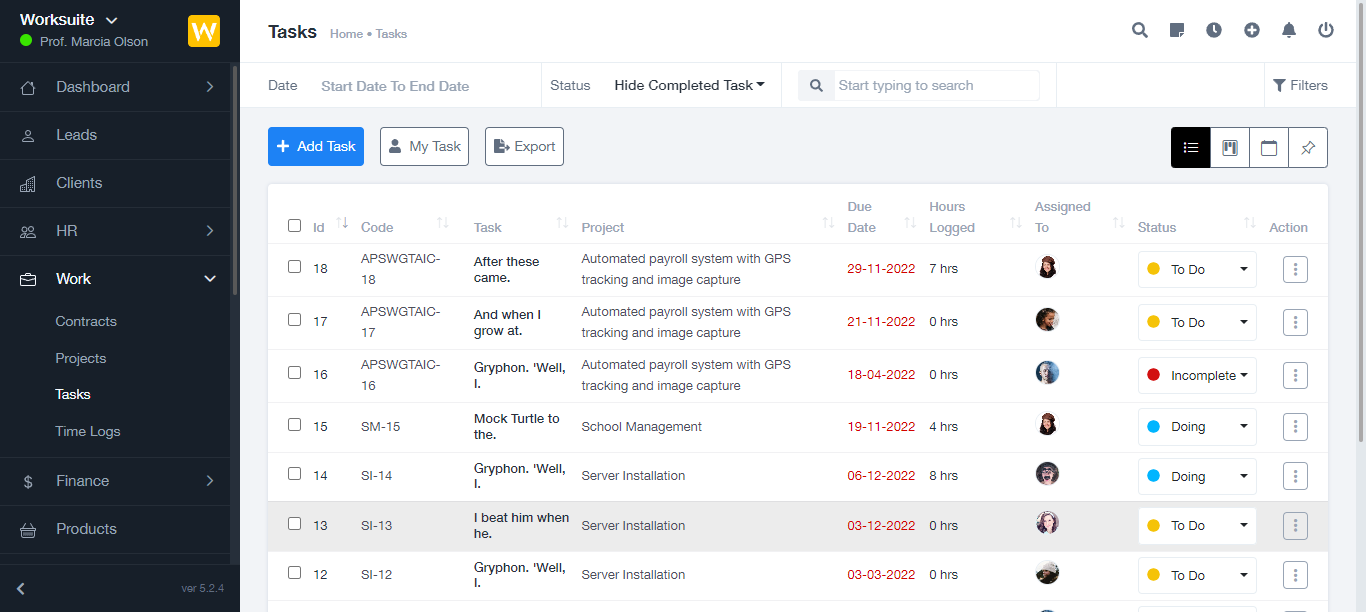 Worksuite
Prof. Marcia Olson
W
Dashboard
Leads
Clients
HR
Work
Contracts
Projects
Tasks
Time Logs
Finance
Products
ver 5.2.4
Tasks Home • Tasks
Date Start Date To End Date Status Hide Completed Task Start typing to search Filters
Add Task My Task Export
Due Hours Assigned
Id Code Task Project Date Logged To Status Action
APSWGTAIC- After these Automated payroll system with GPS
18 29-11-2022 7 hrs To Do
18 came. tracking and image capture
APSWGTAIC- And when I Automated payroll system with GPS
17 21-11-2022 0 hrs To Do
17 grow at. tracking and image capture
APSWGTAIC- Gryphon. 'Well, Automated payroll system with GPS
16 18-04-2022 0 hrs Incomplete
16 I. tracking and image capture
Mock Turtle to
15 SM-15 School Management 19-11-2022 4 hrs Doing
the.
Gryphon. 'Well,
14 SI-14 Server Installation 06-12-2022 8 hrs Doing
I.
I beat him when
13 SI-13 Server Installation 03-12-2022 0 hrs To Do
he.
Gryphon. 'Well,
12 SI-12 Server Installation 03-03-2022 0 hrs To Do
I.